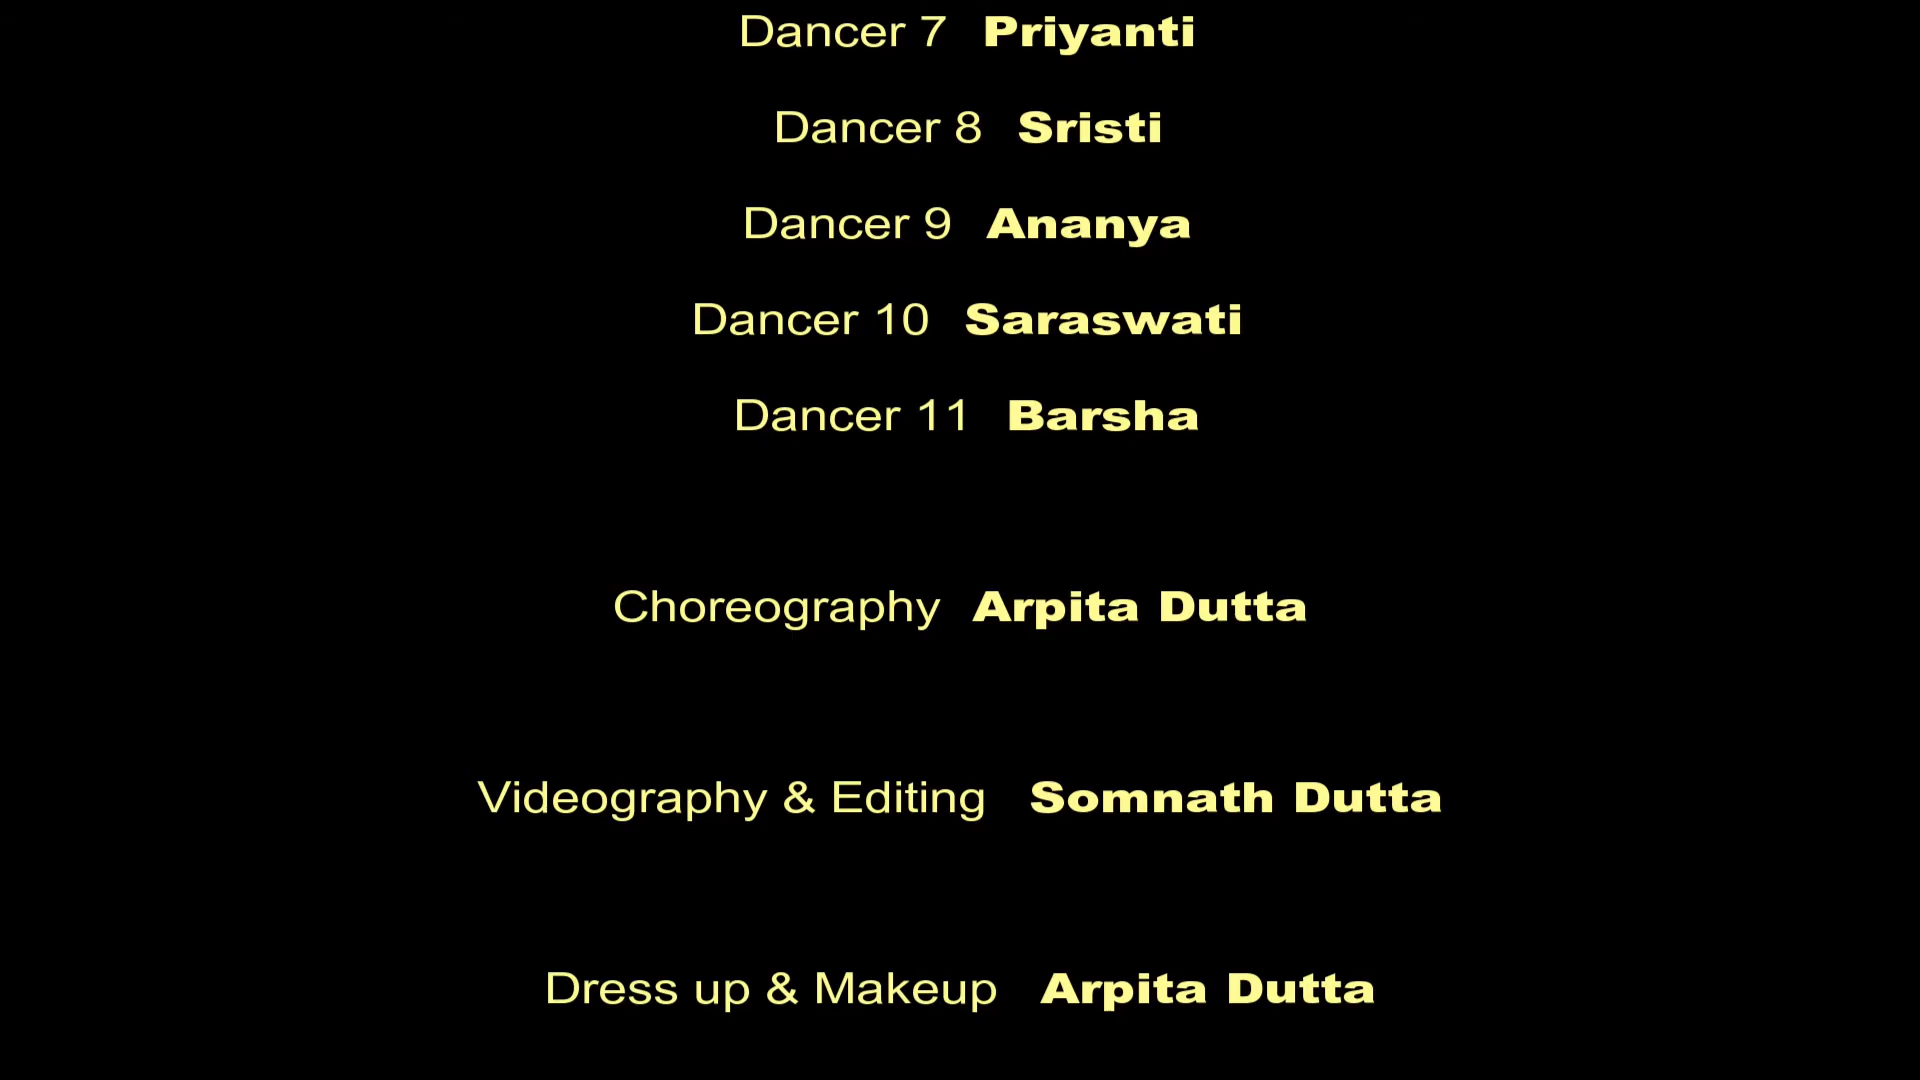 Dancer 7 Priyanti
Dancer 8 Sristi
Dancer 9 Ananya
Dancer 10 Saraswati
Dancer 11 Barsha
Choreography Arpita Dutta
Videography & Editing Somnath Dutta
Dress up & Makeup Arpita Dutta